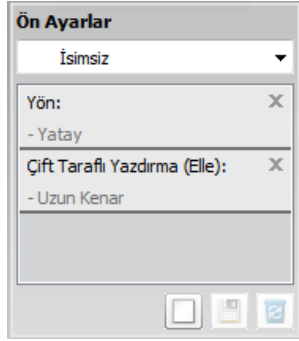 Ön Ayarlar
İsimsiz
Yön:
- Yatay
Çift Taraflı Yazdırma (Elle):
- Uzun Kenar